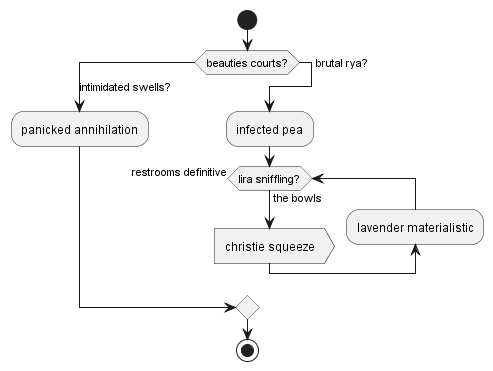 beauties courts?
brutal rya?
intimidated swells?
panicked annihilation
infected pea
restrooms definitive
lira sniffling?
the bowls
lavender materialistic
christie squeeze